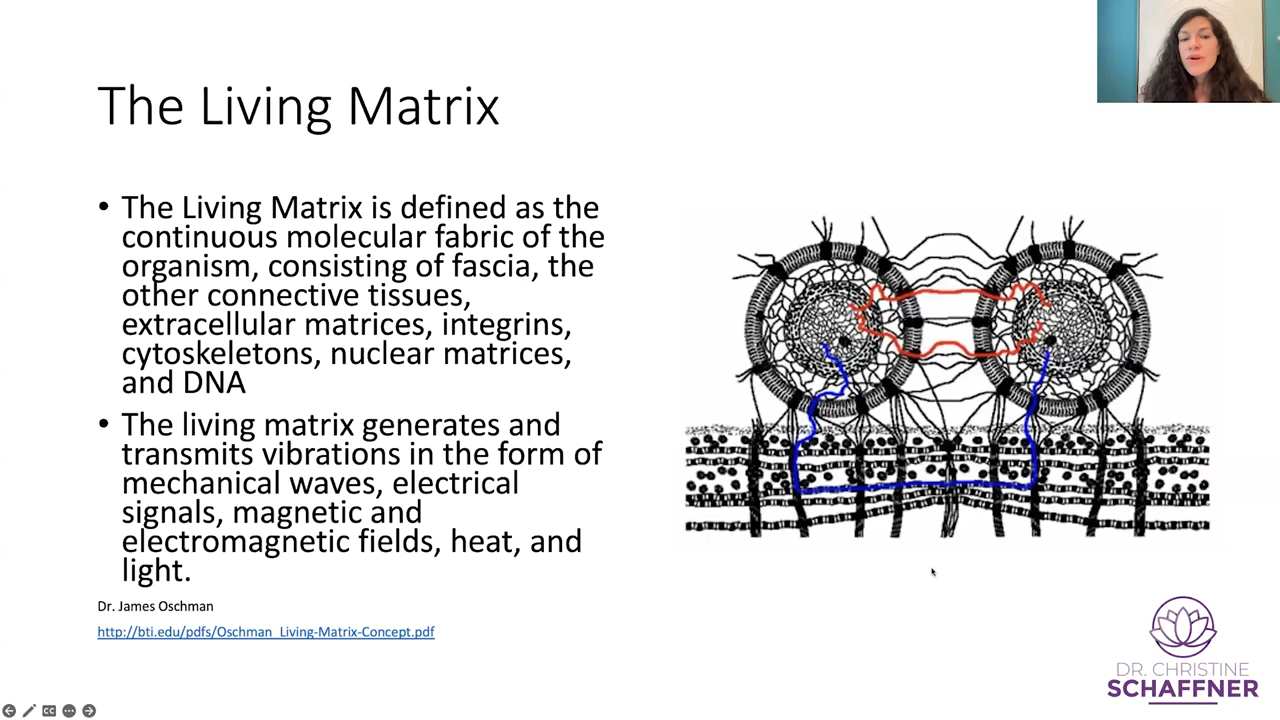 The Living Matrix
• The Living Matrix is defined as the
continuous molecular fabric of the
organism, consisting of fascia, the
other connective tissues,
extracellular matrices, integrins,
cytoskeletons, nuclear matrices,
and DNA
• The living matrix generates and
transmits vibrations in the form of
mechanical waves, electrical
signals, magnetic and
electromagnetic fields, heat, and
light.
Dr. James Oschman
http://bti.edu/pdfs/Oschman_Living-Matrix-Concept.pdf
DR. CHRISTINE
SCHAFFNER
CC